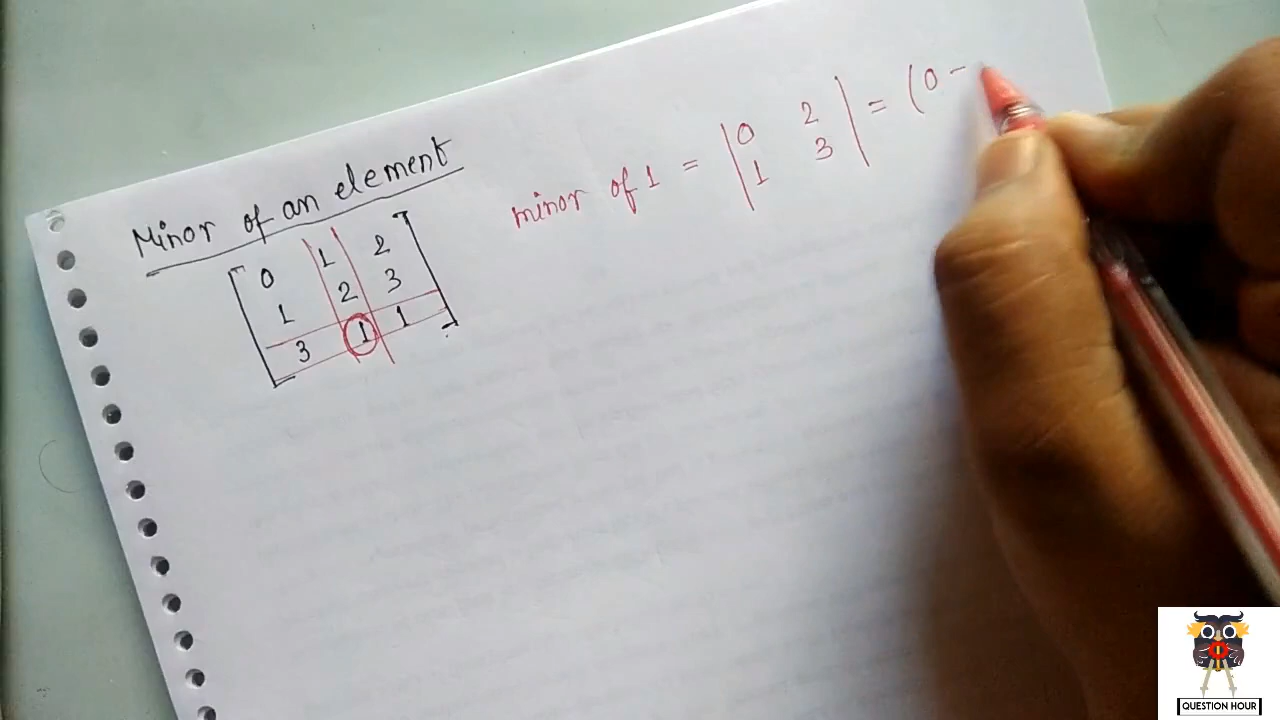 Minor of an element
0 1 2
1 2 3
3 1 1
minor of 1 = | 0 2 | = (0 -
| 1 3 |
QUESTION HOUR